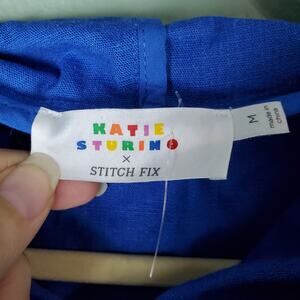 KATIE
STURINO
×
STITCH FIX
M
made in
china